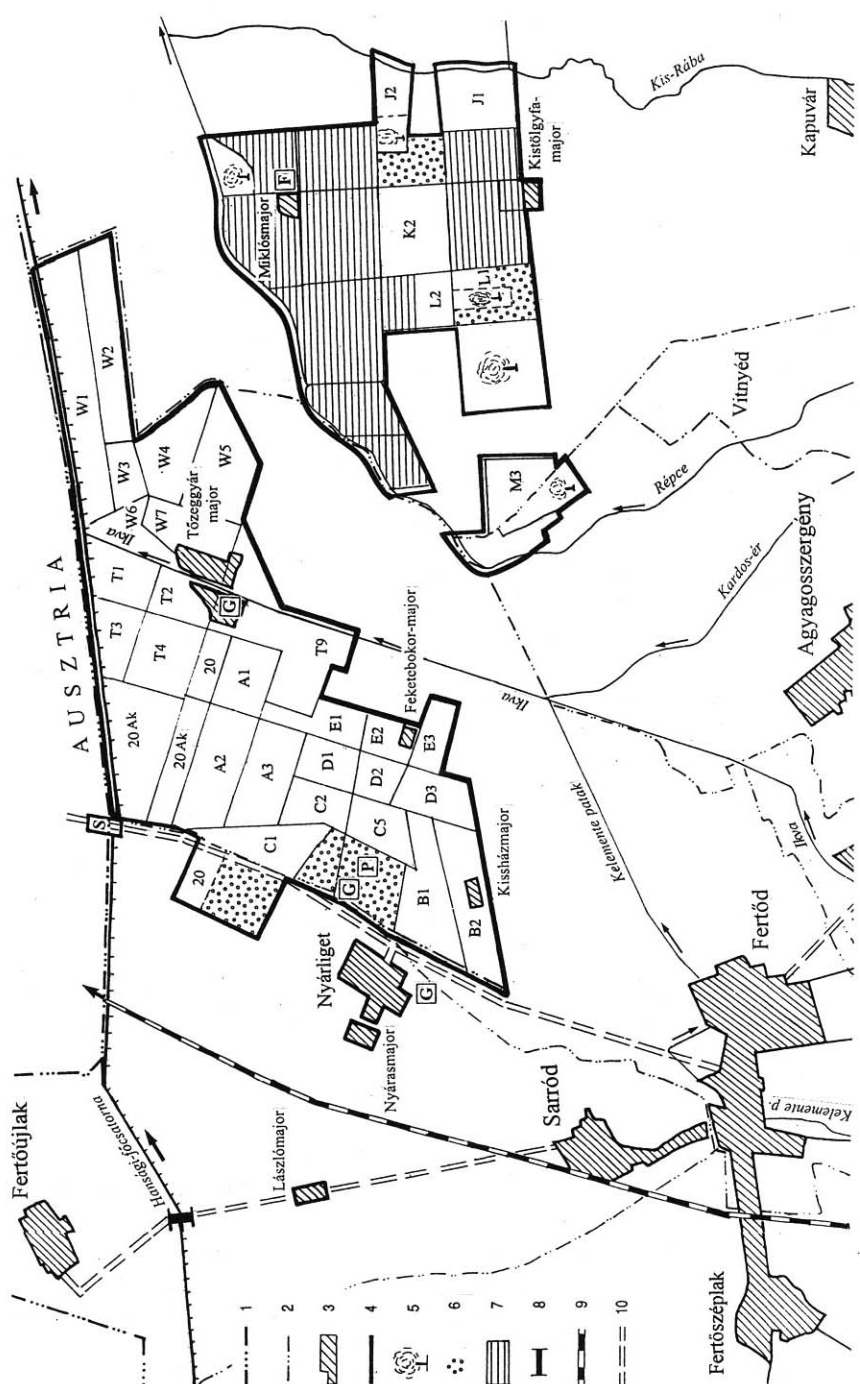 AUSZTRIA
Fertőújlak
Hansági-főcsatorna
Lászlómajor
Nyárasmajor
Nyárliget
Sarród
Fertőd
Fertőszéplak
Kelemente p.
Kelemente patak
Ikva
Ikva
Ikva
Kardos-ér
Répce
Kis-Rába
Agyagosszergény
Vitnyéd
Kapuvár
Kissházmajor
Feketebokor-major
Tőzeggyár
major
Miklósmajor
Kistölgyfa-
major
S
G
P
G
G
F
20
20 Ak
20 Ak
20
A1
A2
A3
B1
B2
C1
C2
C5
D1
D2
D3
E1
E2
E3
T1
T2
T3
T4
T9
W1
W2
W3
W4
W5
W6
W7
J1
J2
K2
L1
L2
M3
1
2
3
4
5
6
7
8
9
10